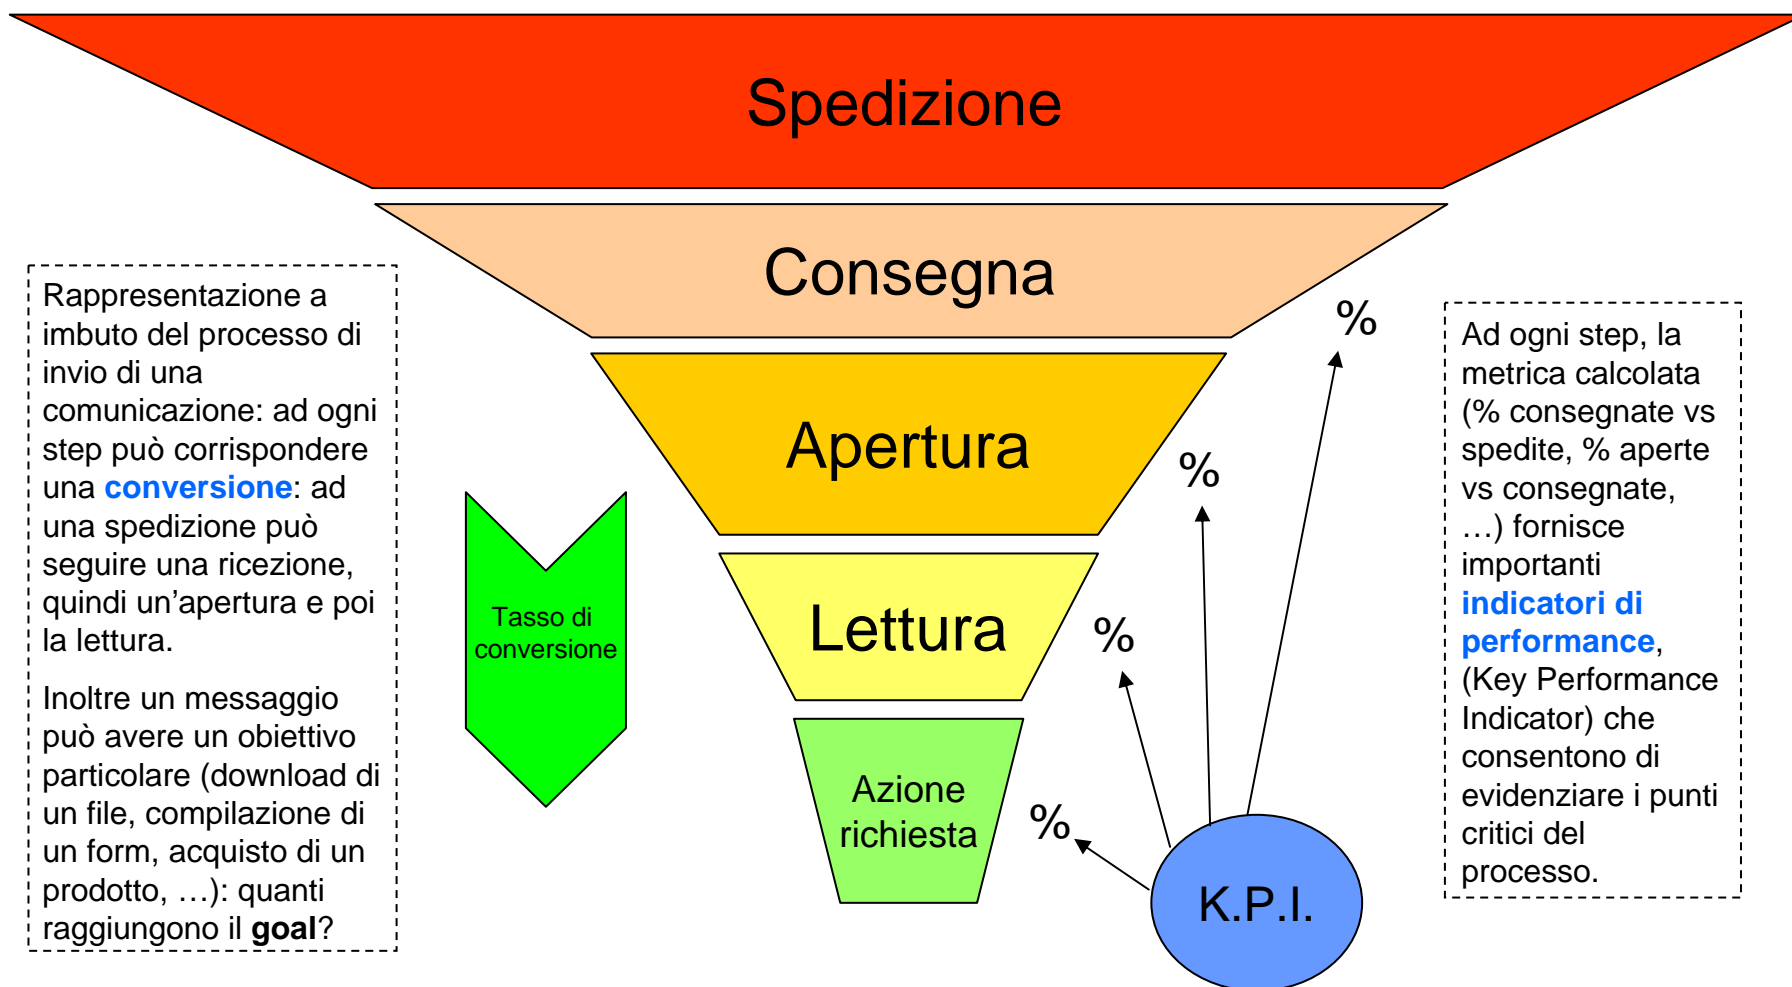 Spedizione
Consegna
Rappresentazione a
imbuto del processo di
invio di una
comunicazione: ad ogni
step può corrispondere
una conversione: ad
una spedizione può
seguire una ricezione,
quindi un’apertura e poi
la lettura.
Inoltre un messaggio
può avere un obiettivo
particolare (download di
un file, compilazione di
un form, acquisto di un
prodotto, …): quanti
raggiungono il goal?
Apertura
Tasso di
conversione
Lettura
Azione
richiesta
%
%
%
%
K.P.I.
Ad ogni step, la
metrica calcolata
(% consegnate vs
spedite, % aperte
vs consegnate,
…) fornisce
importanti
indicatori di
performance,
(Key Performance
Indicator) che
consentono di
evidenziare i punti
critici del
processo.